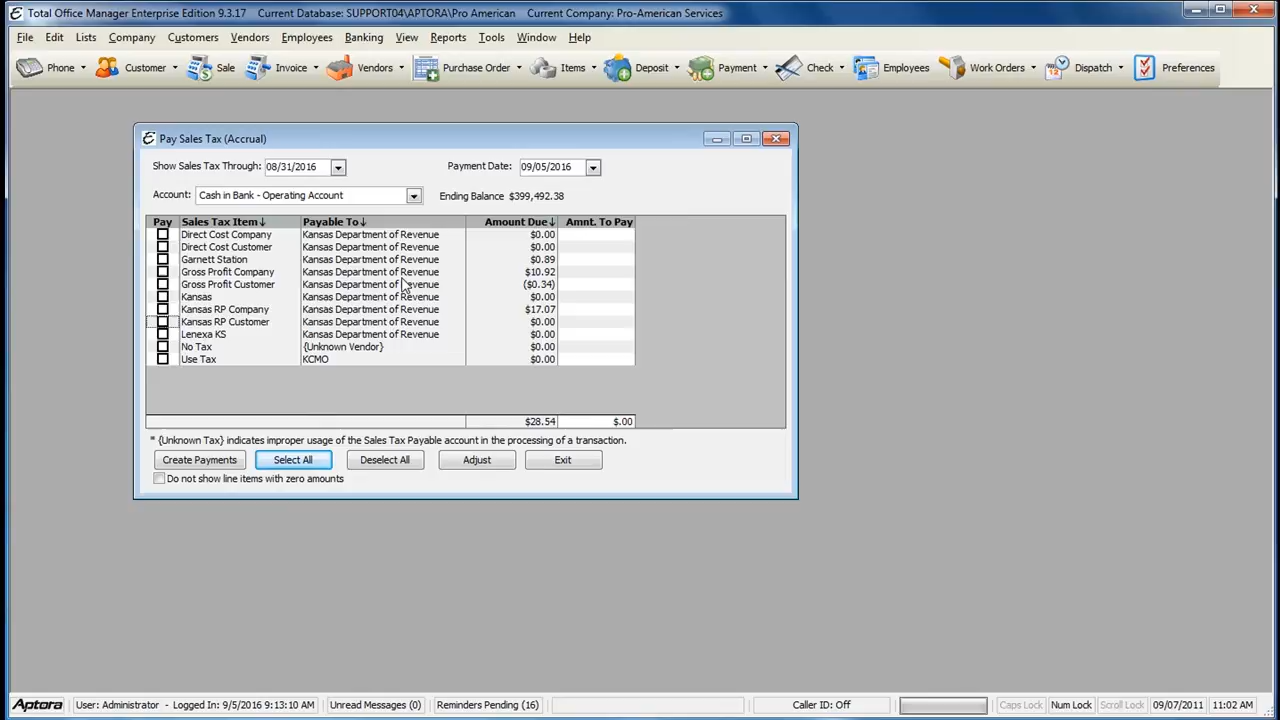 Total Office Manager Enterprise Edition 9.3.17 Current Database: SUPPORT04\APTORA\Pro American Current Company: Pro-American Services
File Edit Lists Company Customers Vendors Employees Banking View Reports Tools Window Help
Phone Customer Sale Invoice Vendors Purchase Order Items Deposit Payment Check Employees Work Orders Dispatch Preferences
Pay Sales Tax (Accrual)
Show Sales Tax Through: 08/31/2016 Payment Date: 09/05/2016
Account: Cash in Bank - Operating Account Ending Balance $399,492.38
Pay Sales Tax Item↓ Payable To↓ Amount Due↓ Amnt. To Pay
Direct Cost Company Kansas Department of Revenue $0.00
Direct Cost Customer Kansas Department of Revenue $0.00
Garnett Station Kansas Department of Revenue $0.89
Gross Profit Company Kansas Department of Revenue $10.92
Gross Profit Customer Kansas Department of Revenue ($0.34)
Kansas Kansas Department of Revenue $0.00
Kansas RP Company Kansas Department of Revenue $17.07
Kansas RP Customer Kansas Department of Revenue $0.00
Lenexa KS Kansas Department of Revenue $0.00
No Tax {Unknown Vendor} $0.00
Use Tax KCMO $0.00
$28.54 $.00
* {Unknown Tax} indicates improper usage of the Sales Tax Payable account in the processing of a transaction.
Create Payments Select All Deselect All Adjust Exit
Do not show line items with zero amounts
Aptora User: Administrator - Logged In: 9/5/2016 9:13:10 AM Unread Messages (0) Reminders Pending (16) Caller ID: Off Caps Lock Num Lock Scroll Lock 09/07/2011 11:02 AM